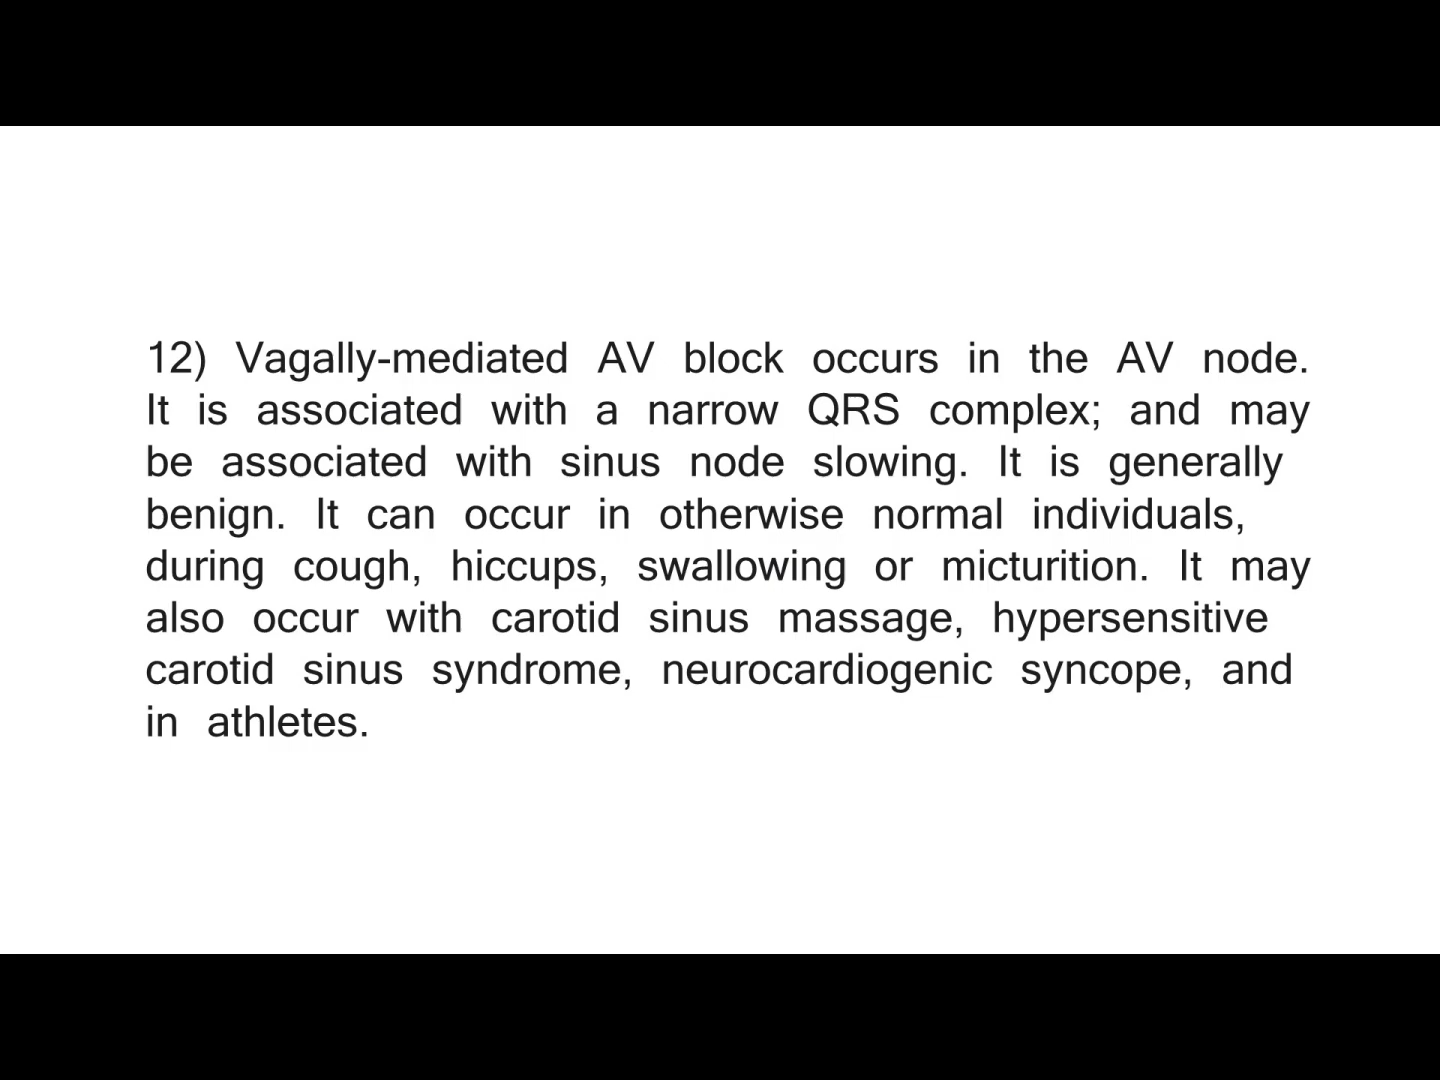 12) Vagally-mediated AV block occurs in the AV node.
It is associated with a narrow QRS complex; and may
be associated with sinus node slowing. It is generally
benign. It can occur in otherwise normal individuals,
during cough, hiccups, swallowing or micturition. It may
also occur with carotid sinus massage, hypersensitive
carotid sinus syndrome, neurocardiogenic syncope, and
in athletes.